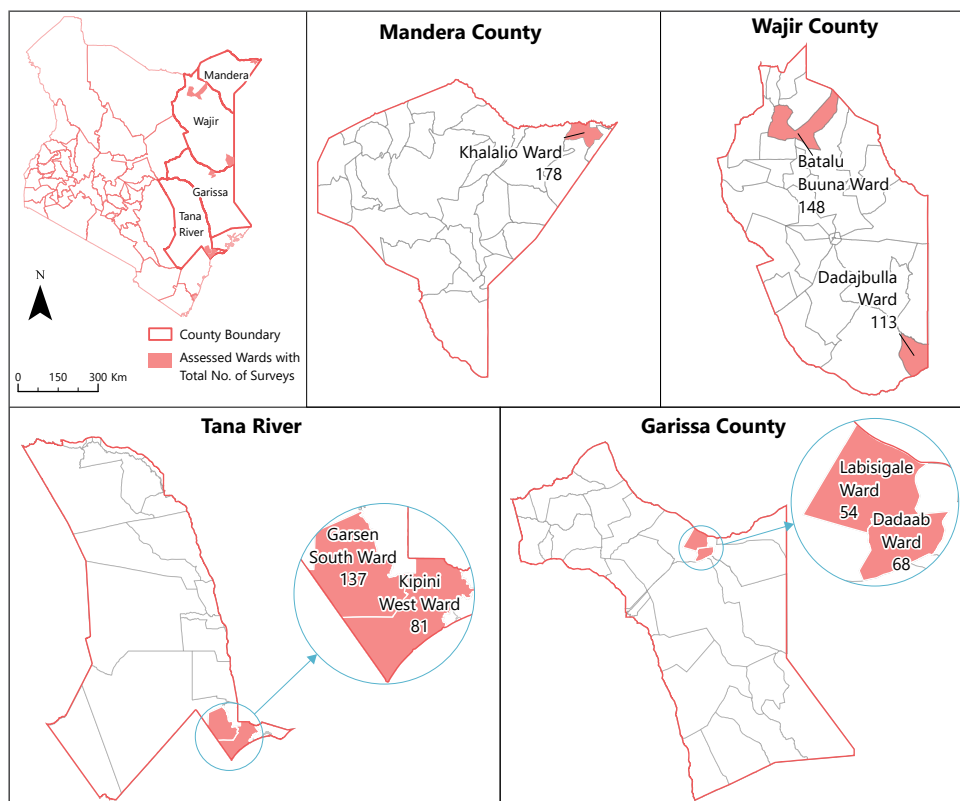 Mandera
Wajir
Garissa
Tana
River
N
County Boundary
Assessed Wards with
Total No. of Surveys
0 150 300 Km
Mandera County
Khalalio Ward
178
Wajir County
Batalu
Buuna Ward
148
Dadajbulla
Ward
113
Tana River
Garsen
South Ward
137
Kipini
West Ward
81
Garissa County
Labisigale
Ward
54
Dadaab
Ward
68